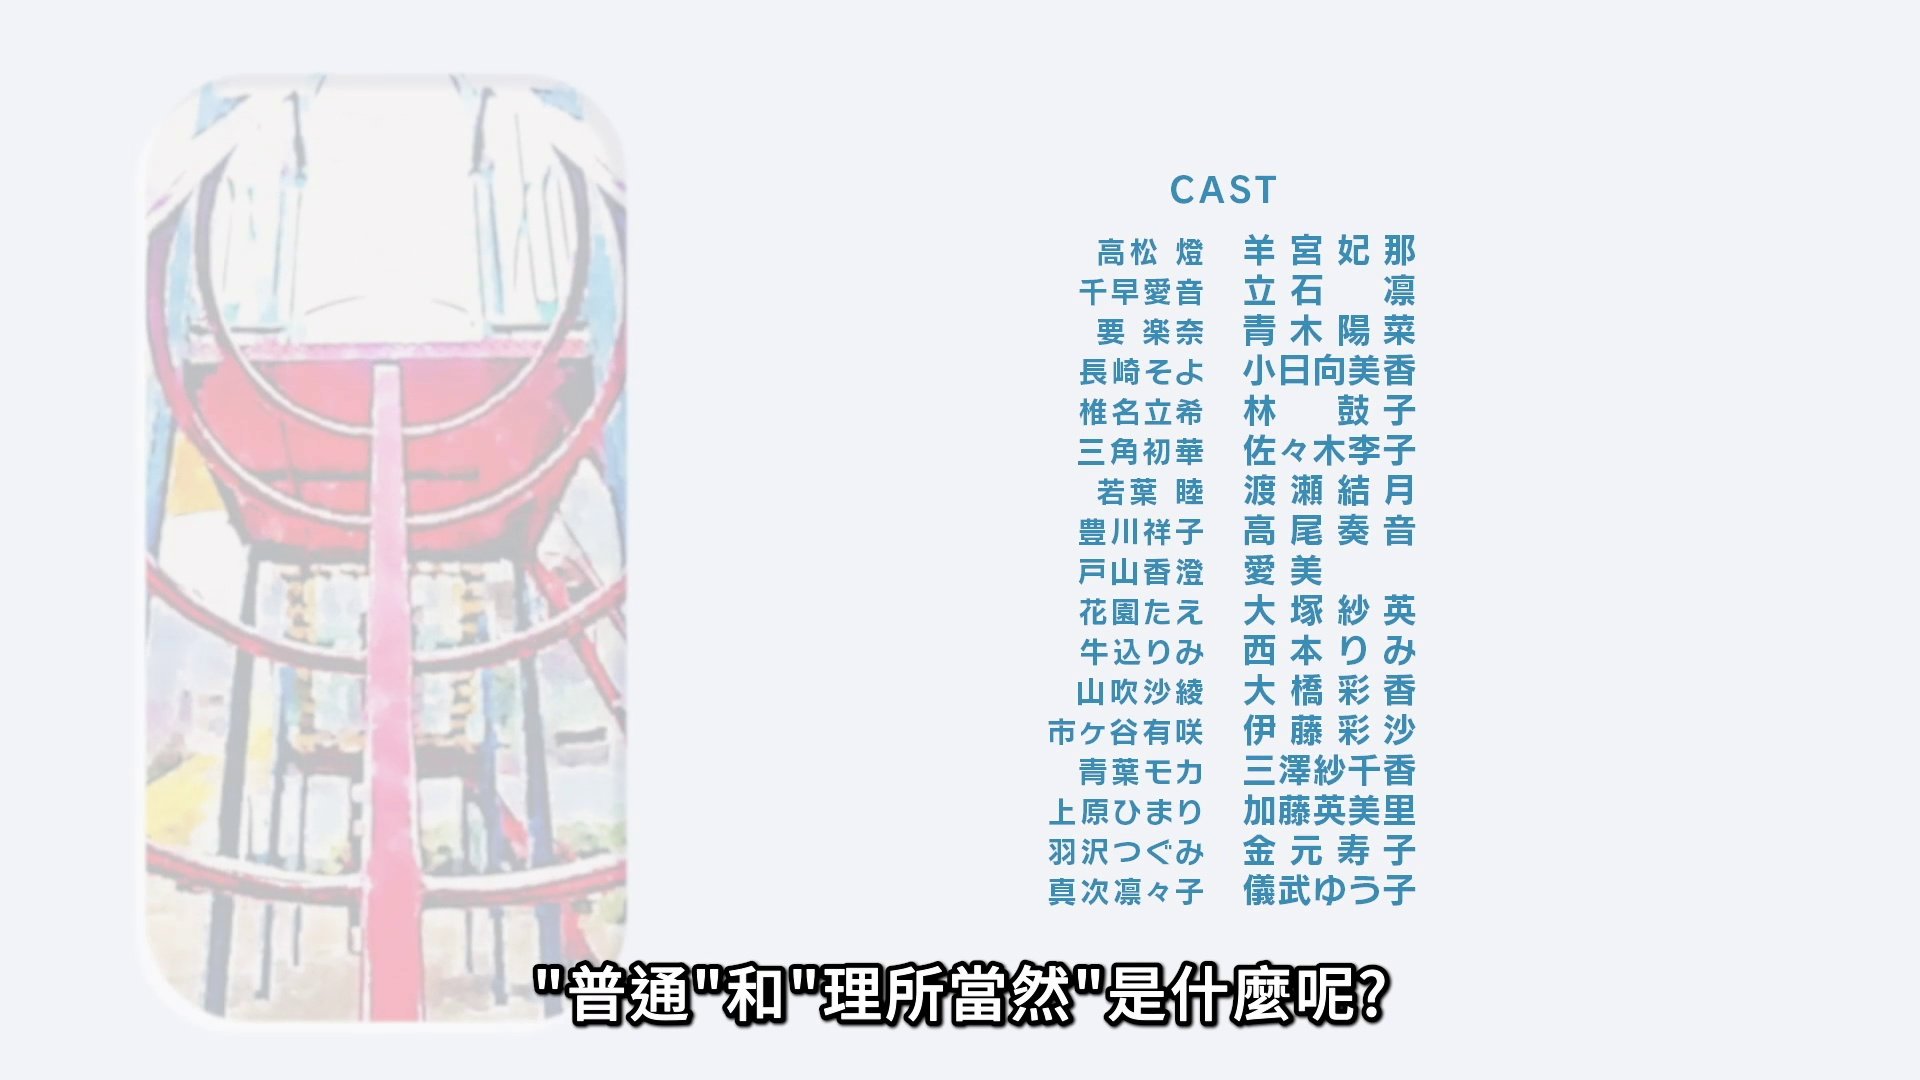 CAST
高松 燈 羊宮妃那
千早愛音 立石 凛
要 楽奈 青木陽菜
長崎そよ 小日向美香
椎名立希 林 鼓子
三角初華 佐々木李子
若葉 睦 渡瀬結月
豊川祥子 高尾奏音
戸山香澄 愛美
花園たえ 大塚紗英
牛込りみ 西本りみ
山吹沙綾 大橋彩香
市ケ谷有咲 伊藤彩沙
青葉モカ 三澤紗千香
上原ひまり 加藤英美里
羽沢つぐみ 金元寿子
真次凛々子 儀武ゆう子
"普通"和"理所當然"是什麼呢?